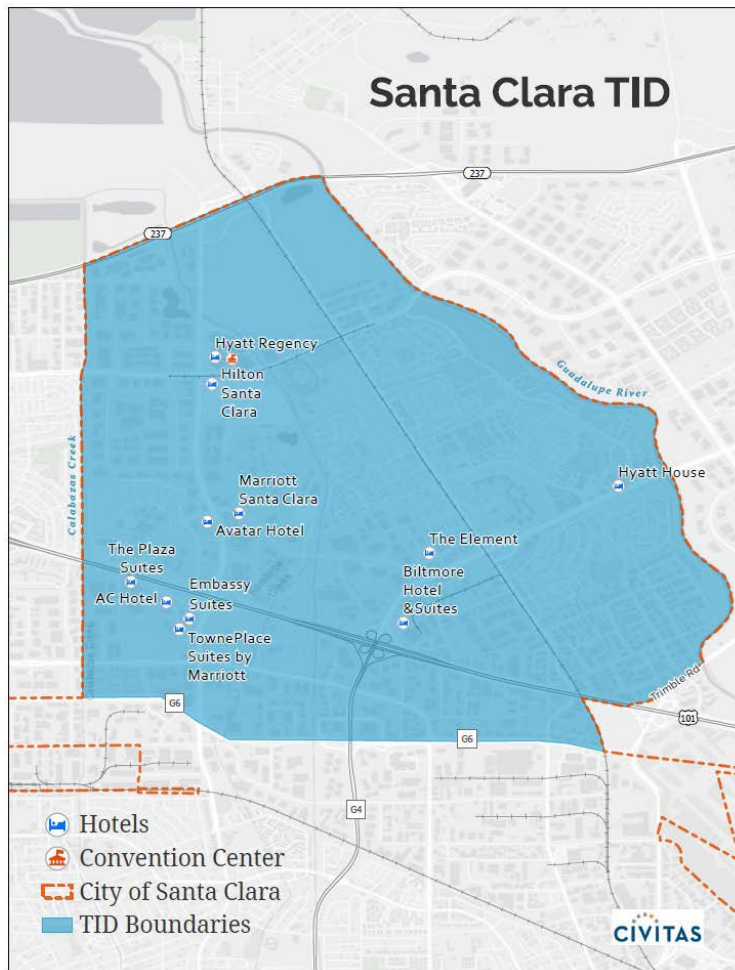 Santa Clara TID
237
237
Hyatt Regency
Hilton
Santa
Clara
Guadalupe River
Calabazas Creek
Hyatt House
Marriott
Santa Clara
Avatar Hotel
The Element
The Plaza
Suites
Biltmore
Hotel
&Suites
Embassy
Suites
AC Hotel
TownePlace
Suites by
Marriott
Calabazas Creek
Trimble Rd
G6
101
G6
G4
Hotels
Convention Center
City of Santa Clara
TID Boundaries
CIVITAS